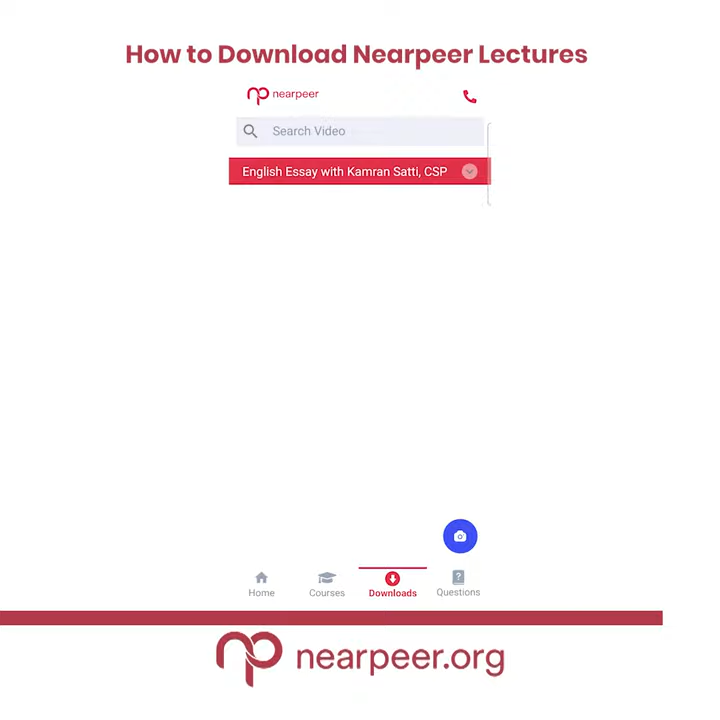 How to Download Nearpeer Lectures
nearpeer
Search Video
English Essay with Kamran Satti, CSP
Home
Courses
Downloads
Questions
nearpeer.org